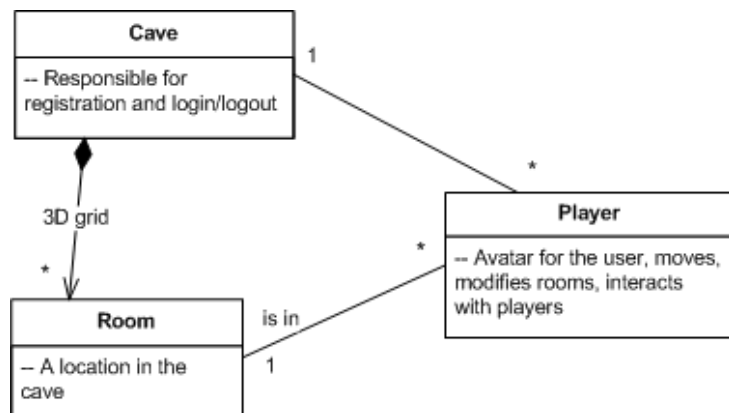 Cave
-- Responsible for
registration and login/logout
1
*
3D grid
*
Player
-- Avatar for the user, moves,
modifies rooms, interacts
with players
*
is in
1
Room
-- A location in the
cave